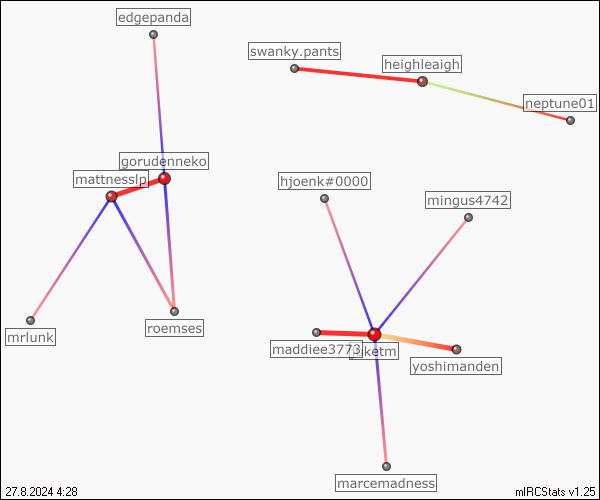 edgepanda
swanky.pants
heighleaigh
neptune01
gorudenneko
mattnesslp
hjoenk#0000
mingus4742
mrlunk
roemses
maddiee3773
yoshimanden
marcemadness
27.8.2024 4:28
mIRCStats v1.25